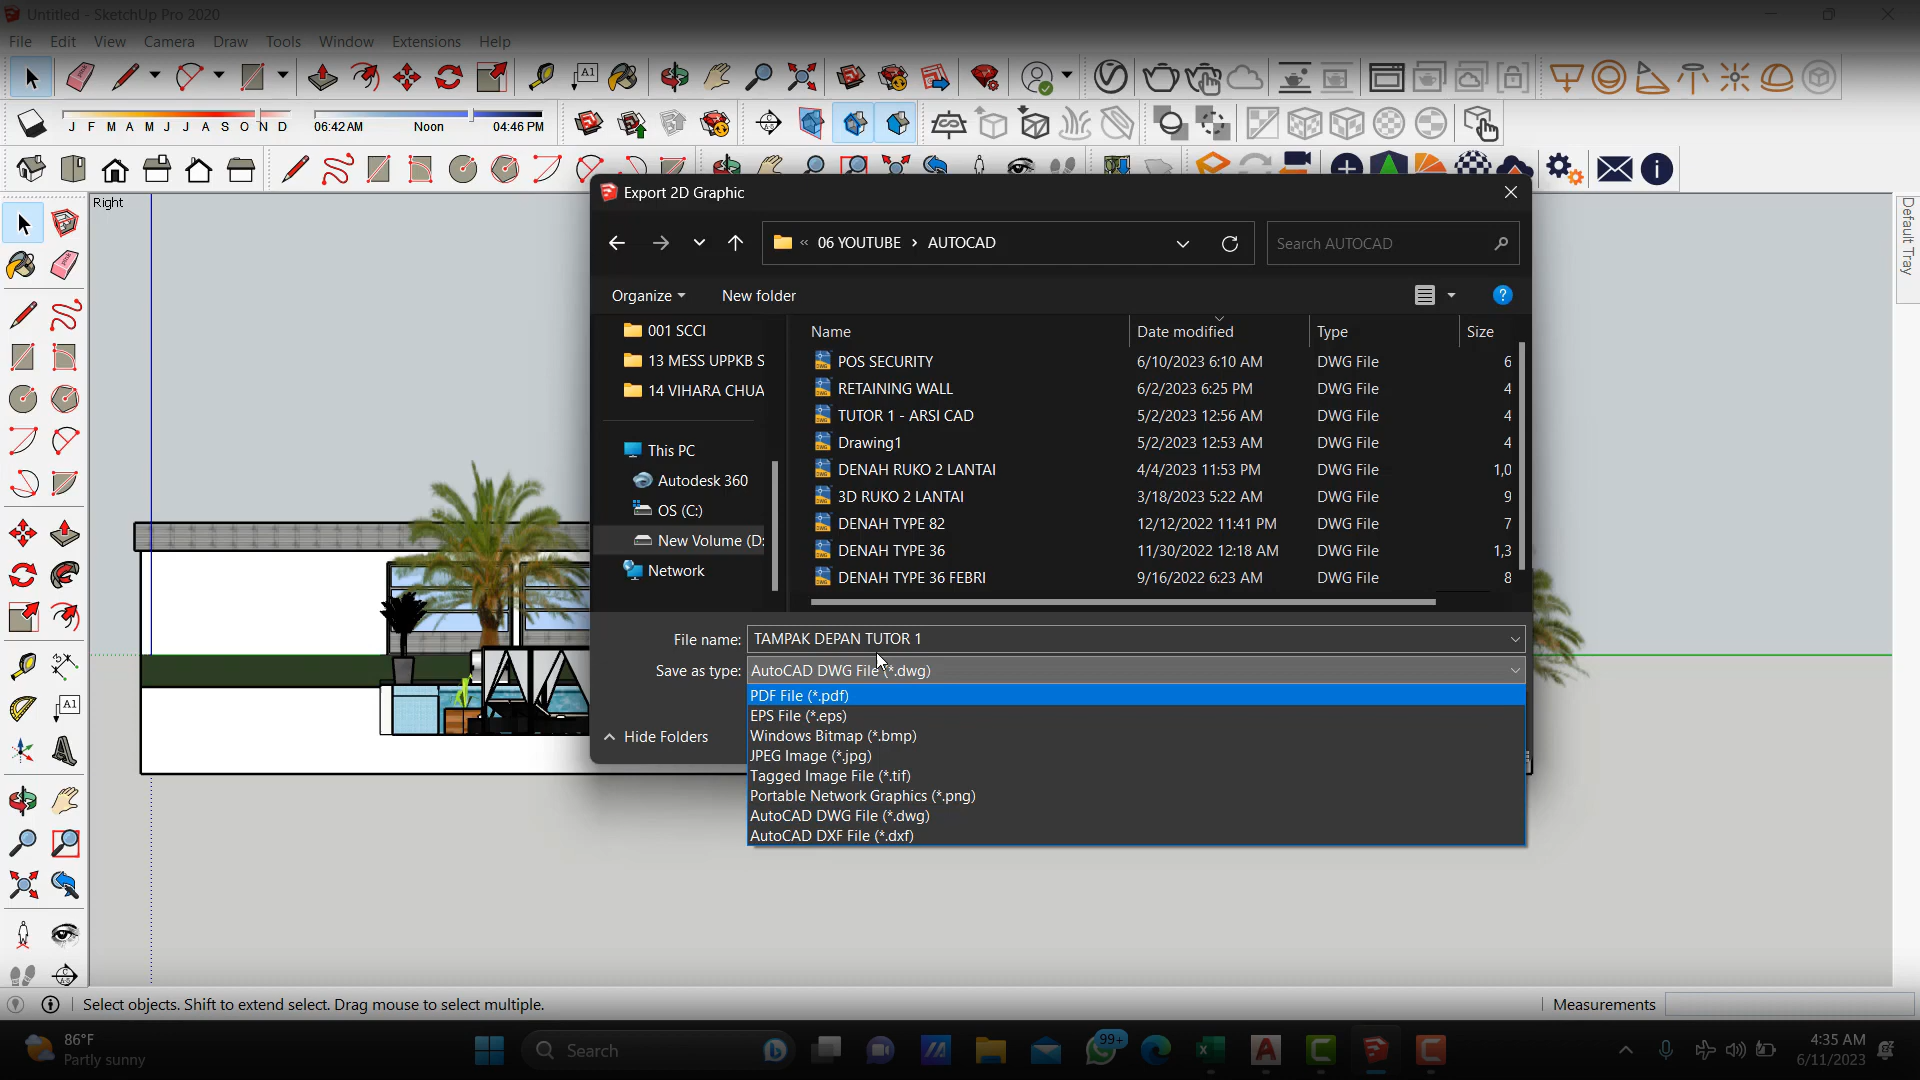 Untitled - SketchUp Pro 2020
File Edit View Camera Draw Tools Window Extensions Help
J F M A M J J A S O N D 06:42 AM Noon 04:46 PM
Right
Export 2D Graphic
« 06 YOUTUBE › AUTOCAD
Search AUTOCAD
Organize New folder
Name Date modified Type Size
001 SCCI
13 MESS UPPKB S
14 VIHARA CHUA
This PC
Autodesk 360
OS (C:)
New Volume (D:
Network
POS SECURITY 6/10/2023 6:10 AM DWG File 6
RETAINING WALL 6/2/2023 6:25 PM DWG File 4
TUTOR 1 - ARSI CAD 5/2/2023 12:56 AM DWG File 4
Drawing1 5/2/2023 12:53 AM DWG File 4
DENAH RUKO 2 LANTAI 4/4/2023 11:53 PM DWG File 1,0
3D RUKO 2 LANTAI 3/18/2023 5:22 AM DWG File 9
DENAH TYPE 82 12/12/2022 11:41 PM DWG File 7
DENAH TYPE 36 11/30/2022 12:18 AM DWG File 1,3
DENAH TYPE 36 FEBRI 9/16/2022 6:23 AM DWG File 8
File name: TAMPAK DEPAN TUTOR 1
Save as type: AutoCAD DWG File (*.dwg)
PDF File (*.pdf)
EPS File (*.eps)
Windows Bitmap (*.bmp)
JPEG Image (*.jpg)
Tagged Image File (*.tif)
Portable Network Graphics (*.png)
AutoCAD DWG File (*.dwg)
AutoCAD DXF File (*.dxf)
Hide Folders
Default Tray
Select objects. Shift to extend select. Drag mouse to select multiple.
Measurements
86°F
Partly sunny
Search
99+
4:35 AM
6/11/2023